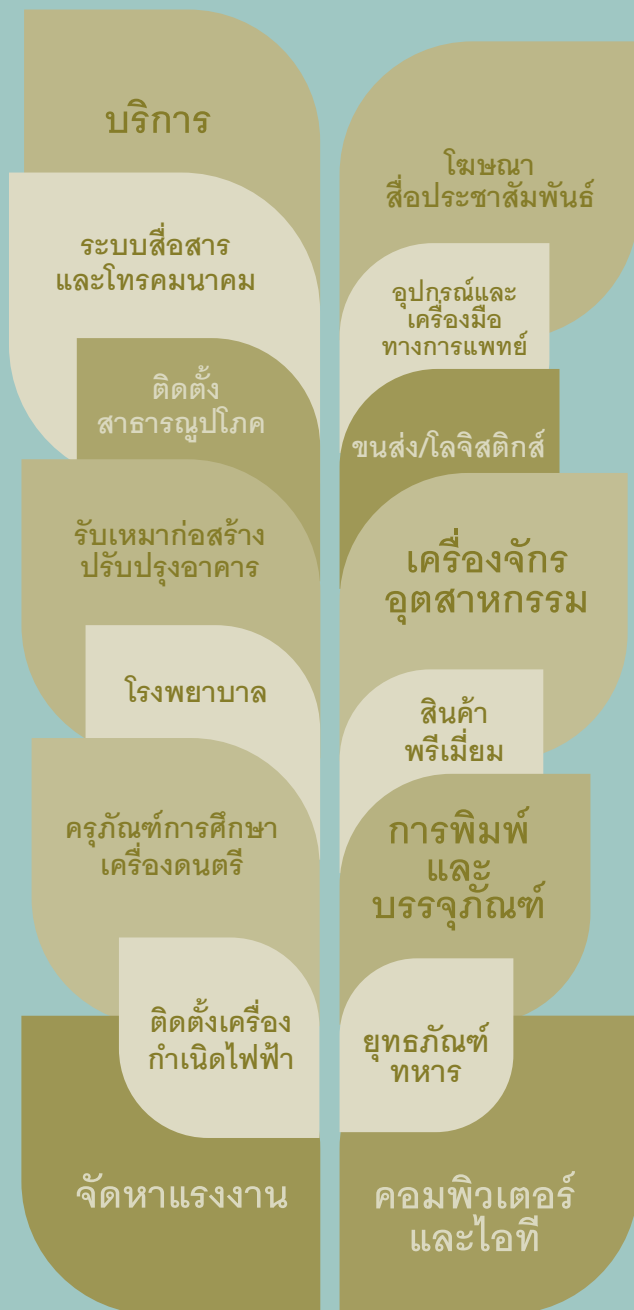 บริการ
ระบบสื่อสาร
และโทรคมนาคม
ติดตั้ง
สาธารณูปโภค
รับเหมาก่อสร้าง
ปรับปรุงอาคาร
โรงพยาบาล
ครุภัณฑ์การศึกษา
เครื่องดนตรี
ติดตั้งเครื่อง
กำเนิดไฟฟ้า
จัดหาแรงงาน
โฆษณา
สื่อประชาสัมพันธ์
อุปกรณ์และ
เครื่องมือ
ทางการแพทย์
ขนส่ง/โลจิสติกส์
เครื่องจักร
อุตสาหกรรม
สินค้า
พรีเมี่ยม
การพิมพ์
และ
บรรจุภัณฑ์
ยุทธภัณฑ์
ทหาร
คอมพิวเตอร์
และไอที